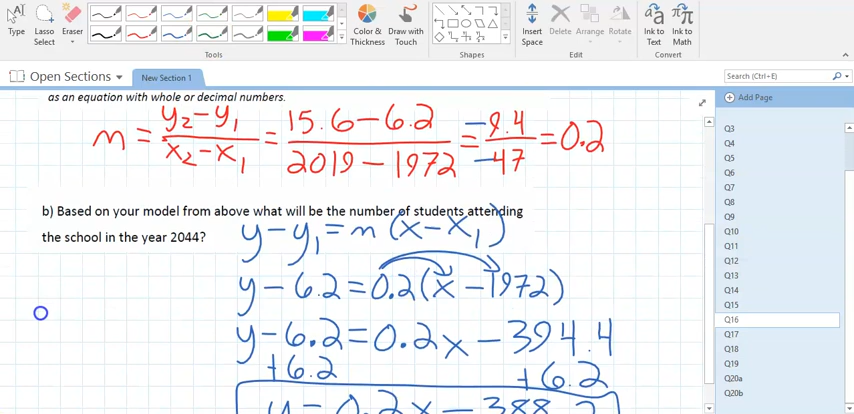 Type
Lasso Select
Eraser
Color & Thickness
Draw with Touch
Insert Space
Delete
Arrange
Rotate
Ink to Text
Ink to Math
Tools
Shapes
Edit
Convert
Open Sections
New Section 1
Search (Ctrl+E)
Add Page
as an equation with whole or decimal numbers.
m = y₂ − y₁ / x₂ − x₁ = 15.6 − 6.2 / 2019 − 1972 = 9.4 / 47 = 0.2
b) Based on your model from above what will be the number of students attending
the school in the year 2044?
y − y₁ = m (x − x₁)
y − 6.2 = 0.2(x − 1972)
y − 6.2 = 0.2x − 394.4
+6.2 +6.2
y = 0.2x − 388.2
Q3
Q4
Q5
Q6
Q7
Q8
Q9
Q10
Q11
Q12
Q13
Q14
Q15
Q16
Q17
Q18
Q19
Q20a
Q20b